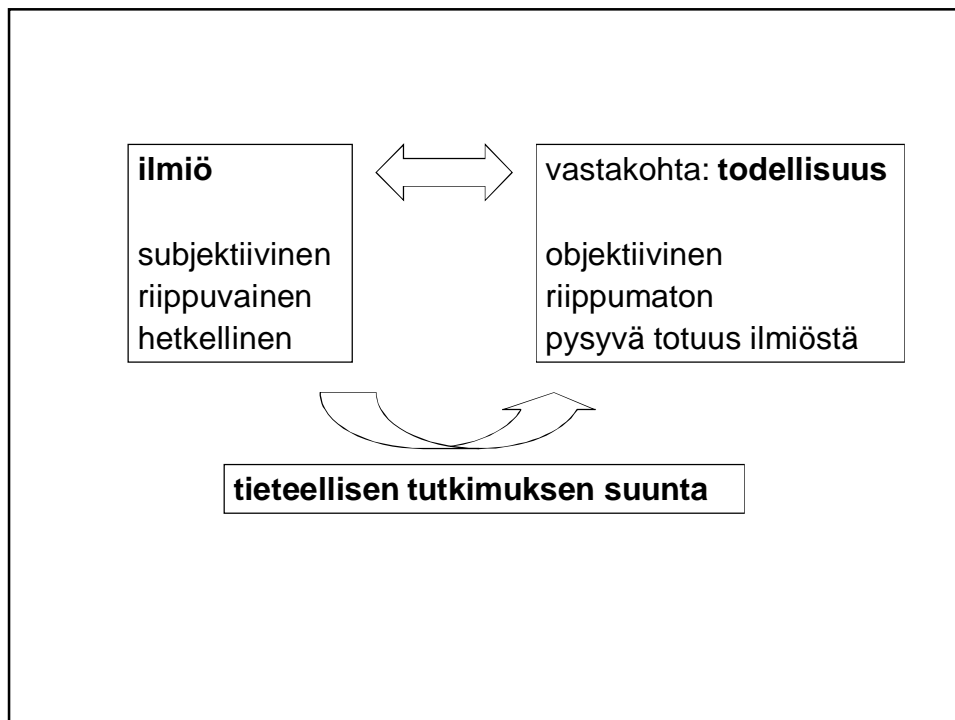 ilmiö
subjektiivinen
riippuvainen
hetkellinen
vastakohta: todellisuus
objektiivinen
riippumaton
pysyvä totuus ilmiöstä
tieteellisen tutkimuksen suunta